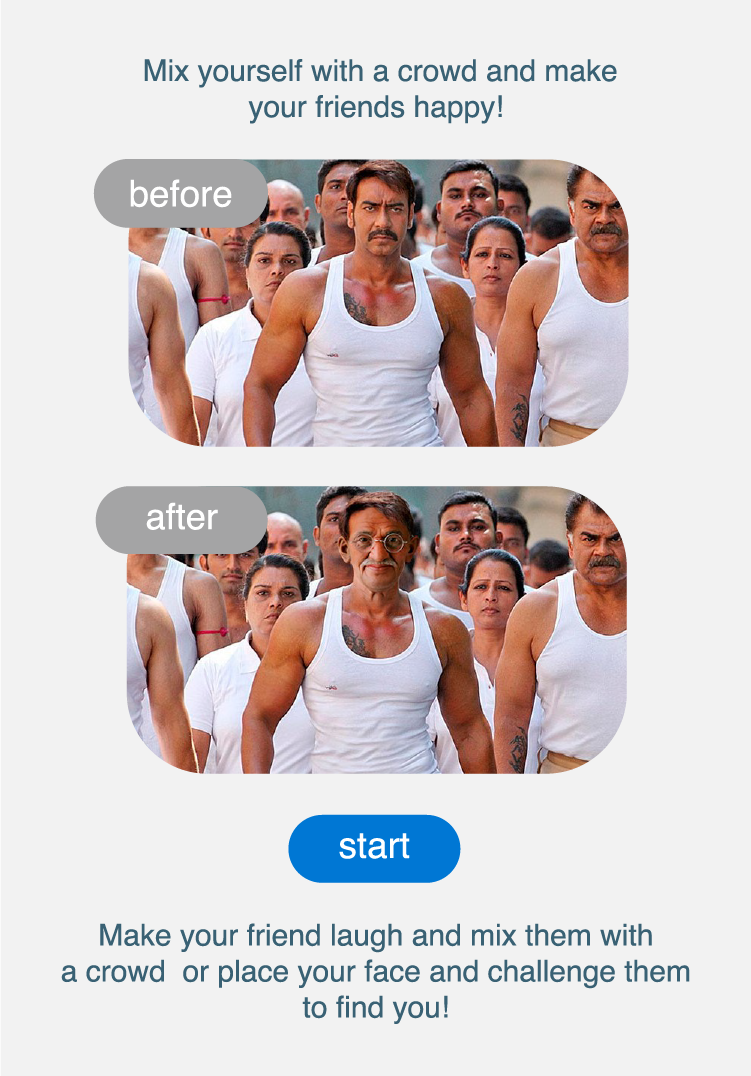 Mix yourself with a crowd and make
your friends happy!
before
after
start
Make your friend laugh and mix them with
a crowd or place your face and challenge them
to find you!